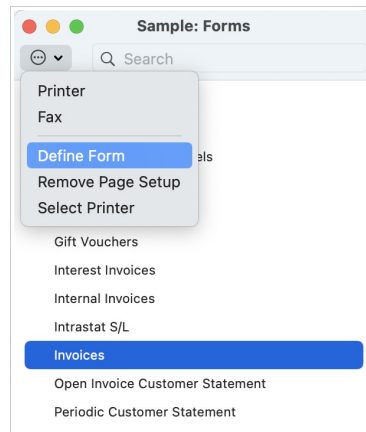 Sample: Forms
Search
Printer
Fax
Define Form
els
Remove Page Setup
Select Printer
Gift Vouchers
Interest Invoices
Internal Invoices
Intrastat S/L
Invoices
Open Invoice Customer Statement
Periodic Customer Statement